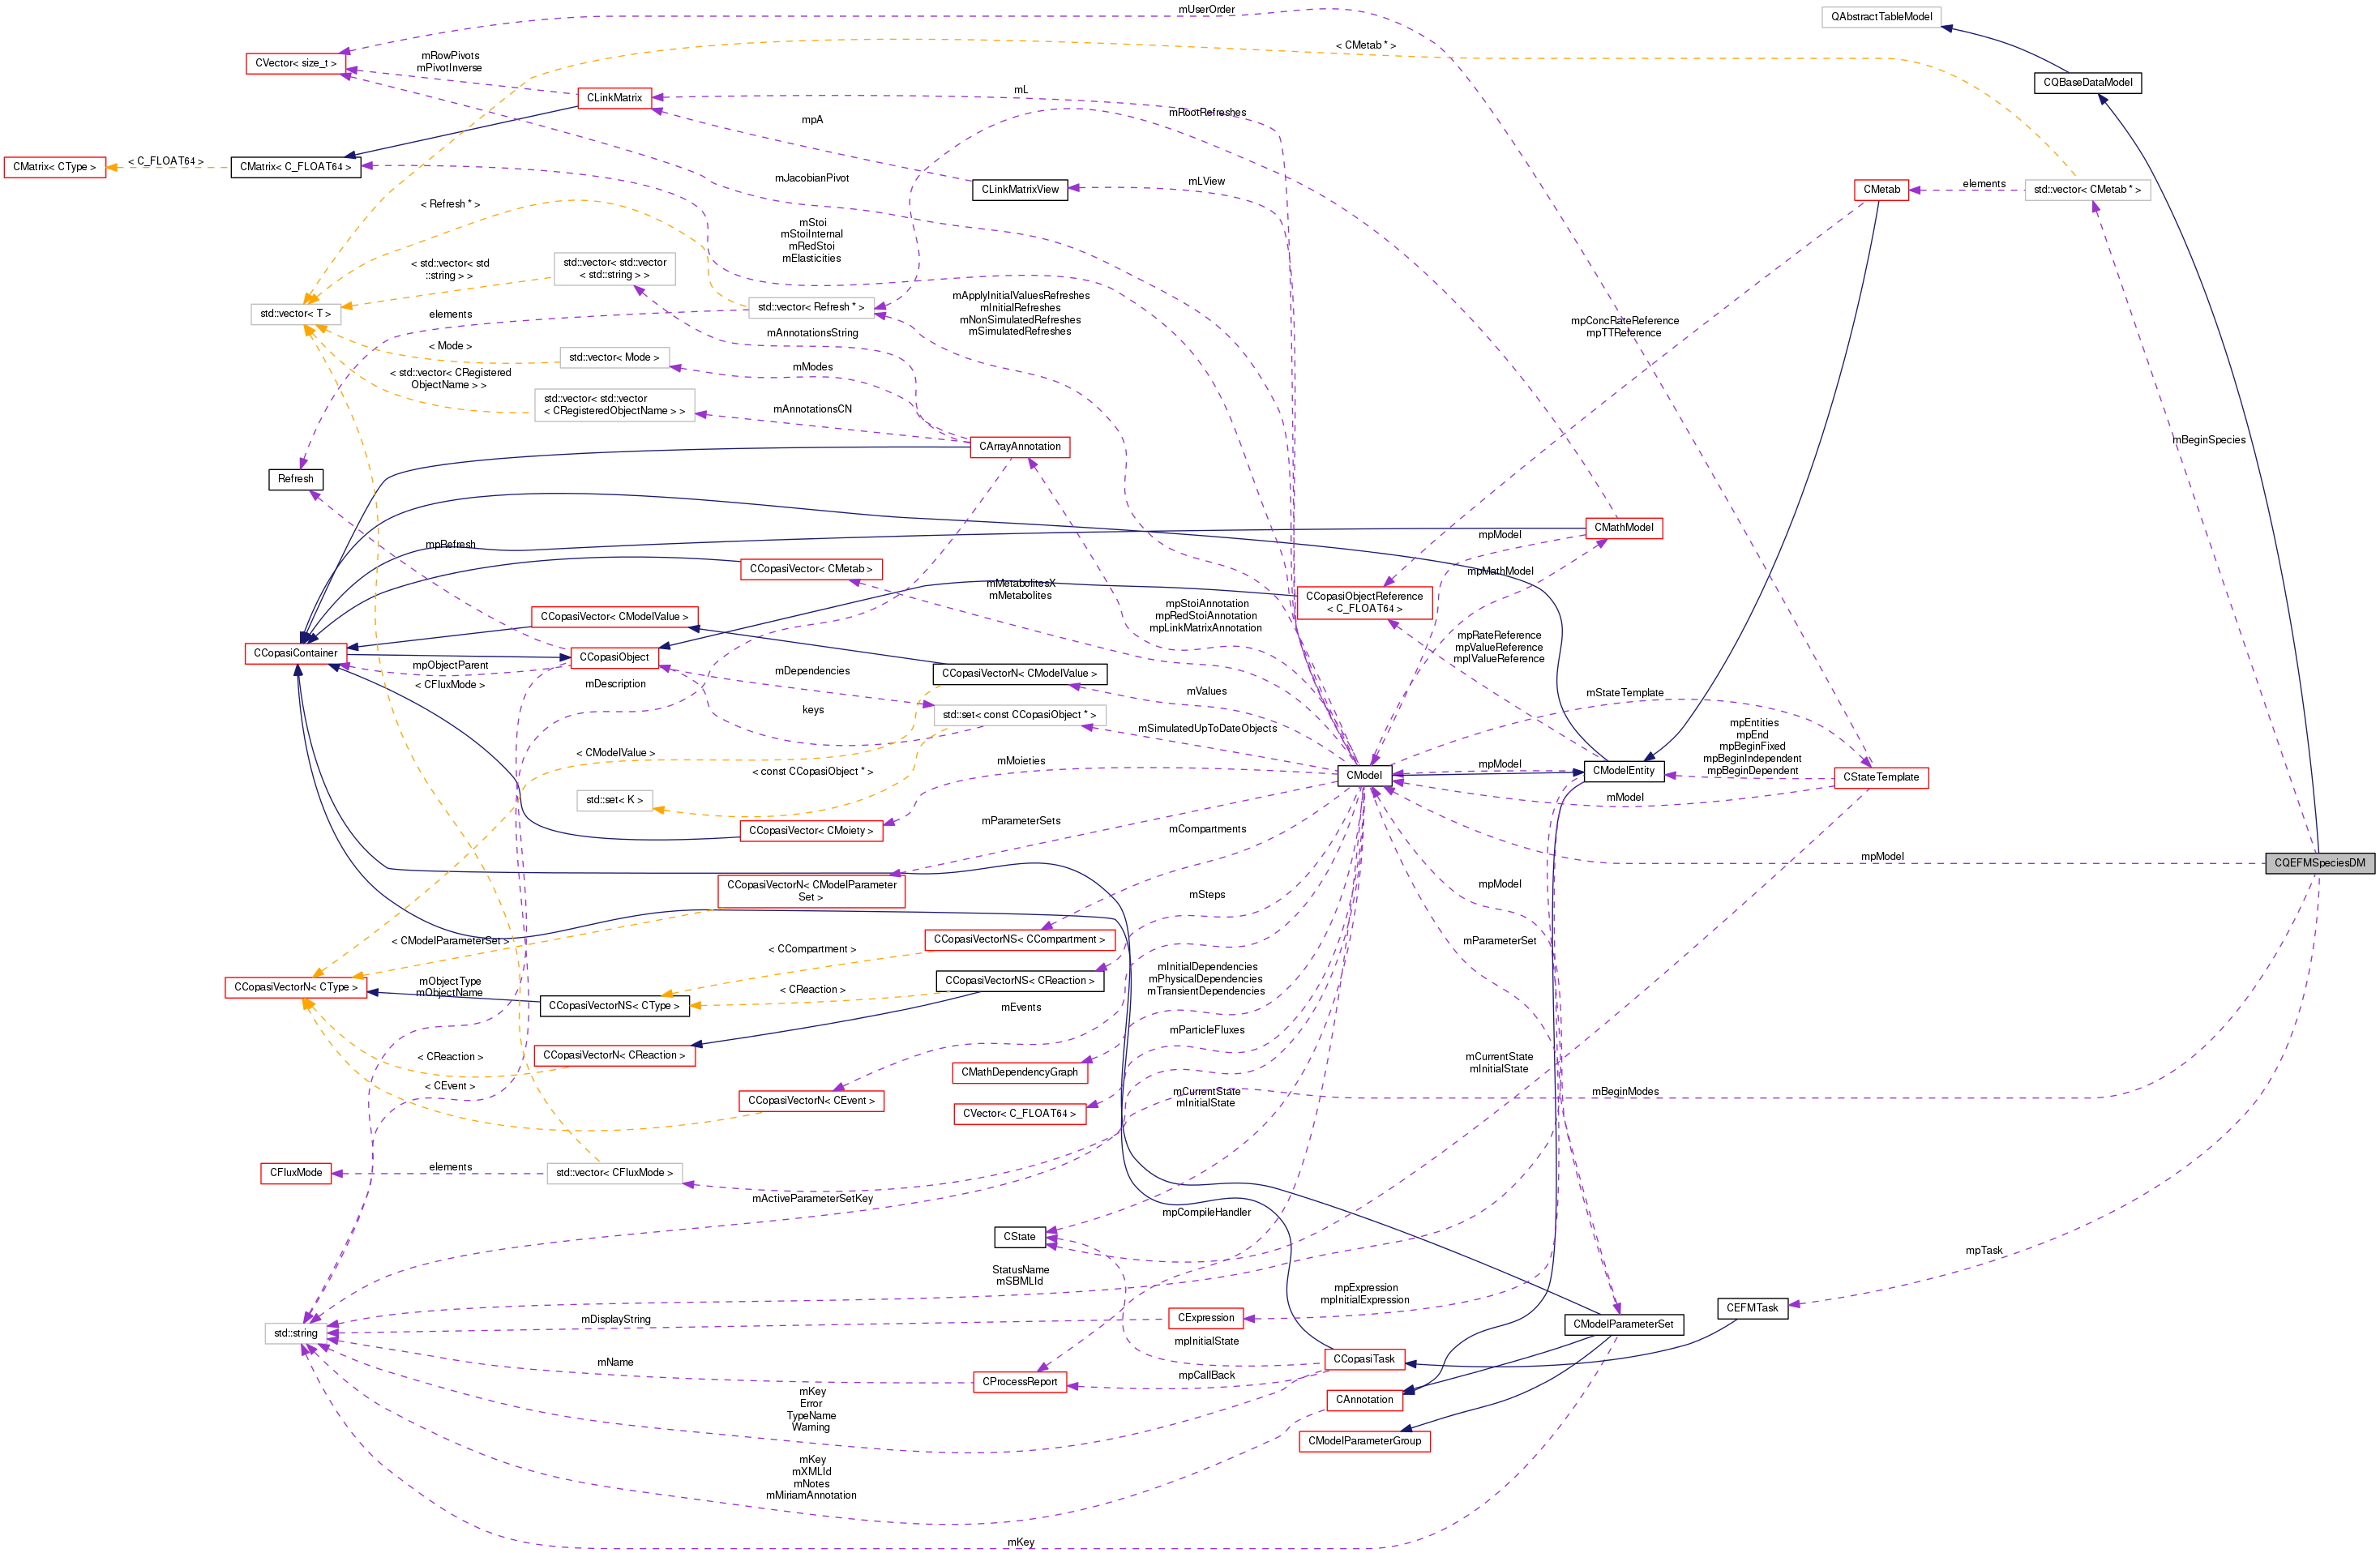 mUserOrder
QAbstractTableModel
< CMetab * >
CVector< size_t >
mRowPivots
mPivotInverse
CQBaseDataModel
CLinkMatrix
mL
mRootRefreshes
mpA
CMatrix< CType >
< C_FLOAT64 >
CMatrix< C_FLOAT64 >
mJacobianPivot
CLinkMatrixView
mLView
CMetab
elements
std::vector< CMetab * >
< Refresh * >
mStoi
mStoiInternal
mRedStoi
mElasticities
< std::vector< std
::string > >
std::vector< std::vector
< std::string > >
std::vector< T >
elements
std::vector< Refresh * >
mApplyInitialValuesRefreshes
mInitialRefreshes
mNonSimulatedRefreshes
mSimulatedRefreshes
mpConcRateReference
mpTTReference
mAnnotationsString
< Mode >
std::vector< Mode >
mModes
< std::vector< CRegistered
ObjectName > >
std::vector< std::vector
< CRegisteredObjectName > >
mAnnotationsCN
CArrayAnnotation
mBeginSpecies
Refresh
mpRefresh
CMathModel
mpModel
mpMathModel
CCopasiVector< CMetab >
mMetabolitesX
mMetabolites
CCopasiObjectReference
< C_FLOAT64 >
CCopasiVector< CModelValue >
mpStoiAnnotation
mpRedStoiAnnotation
mpLinkMatrixAnnotation
mpRateReference
mpValueReference
mpIValueReference
CCopasiContainer
mpObjectParent
CCopasiObject
< CFluxMode >
mDescription
mDependencies
CCopasiVectorN< CModelValue >
mValues
mStateTemplate
keys
std::set< const CCopasiObject * >
mSimulatedUpToDateObjects
mpEntities
mpEnd
mpBeginFixed
mpBeginIndependent
mpBeginDependent
< CModelValue >
< const CCopasiObject * >
mMoieties
CModel
mpModel
CModelEntity
CStateTemplate
mModel
std::set< K >
CCopasiVector< CMoiety >
mParameterSets
mCompartments
mpModel
CQEFMSpeciesDM
CCopasiVectorN< CModelParameter
Set >
mSteps
mpModel
< CModelParameterSet >
< CCompartment >
CCopasiVectorNS< CCompartment >
mParameterSet
CCopasiVectorN< CType >
mObjectType
mObjectName
CCopasiVectorNS< CType >
< CReaction >
CCopasiVectorNS< CReaction >
mInitialDependencies
mPhysicalDependencies
mTransientDependencies
mEvents
< CReaction >
CCopasiVectorN< CReaction >
mParticleFluxes
CMathDependencyGraph
mCurrentState
mInitialState
< CEvent >
CCopasiVectorN< CEvent >
CVector< C_FLOAT64 >
mCurrentState
mInitialState
mBeginModes
CFluxMode
elements
std::vector< CFluxMode >
mActiveParameterSetKey
mpCompileHandler
CState
mpTask
StatusName
mSBMLId
mpExpression
mpInitialExpression
CEFMTask
std::string
mDisplayString
CExpression
CModelParameterSet
mpInitialState
mName
CProcessReport
mpCallBack
CCopasiTask
mKey
Error
TypeName
Warning
CAnnotation
CModelParameterGroup
mKey
mXMLId
mNotes
mMiriamAnnotation
mKey